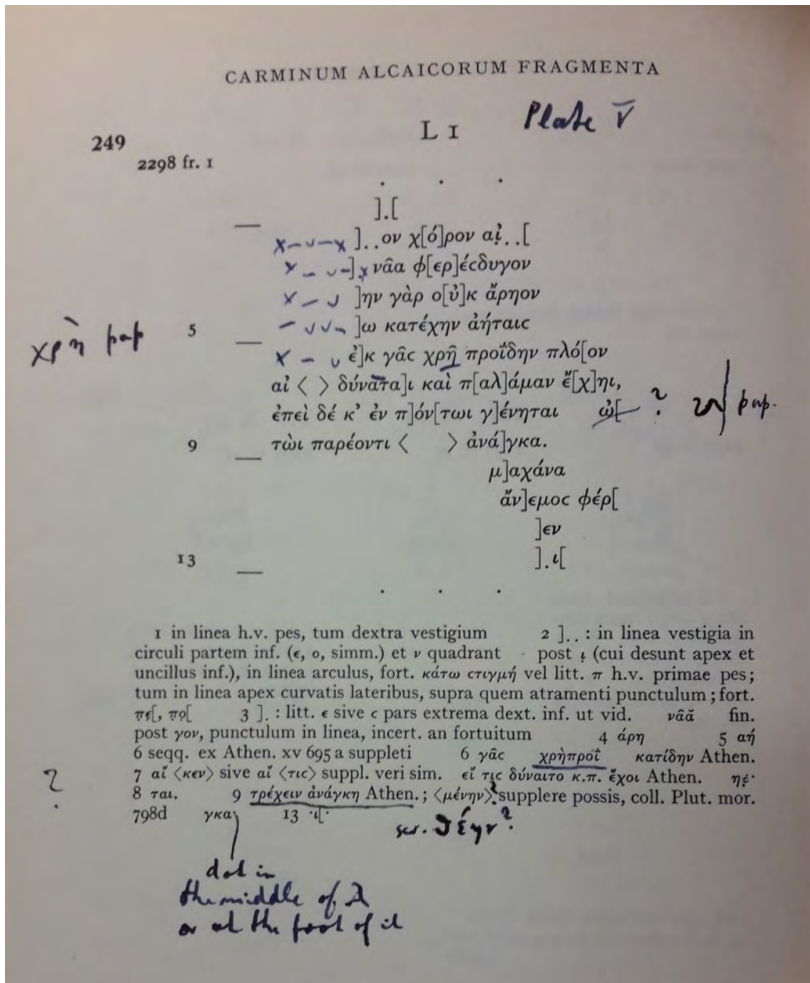 CARMINUM ALCAICORUM FRAGMENTA
249 L I Plate V
2298 fr. 1
. . .
].[
x – ᴗ – x ]..ον χ[ό]ρον αἰ̣..[
x – ᴗ – ]. νᾶα φ[ερ]έϲδυγον
x – ᴗ ]ην γὰρ ο[ὐ]κ ἄρηον
5 – ᴗ ᴗ – ]ω κατέχην ἀήταιϲ
χρὴ pap x – ᴗ ἐ]κ γᾶϲ χρῆ προΐδην πλό[ον
αἰ ⟨ ⟩ δύνατα]ι καὶ π[αλ]άμαν ἔ[χ]ηι,
ἐπεὶ δέ κ’ ἐν π]όν[τωι γ]ένηται ὠ̣[ ? pap.
9 τὼι παρέοντι ⟨ ⟩ ἀνά]γκα.
μ]αχάνα
ἄν]εμοϲ φέρ[
]εν
13 ].ι[
. . .
1 in linea h.v. pes, tum dextra vestigium 2 ].. : in linea vestigia in
circuli partem inf. (ε, ο, simm.) et ν quadrant post ι̣ (cui desunt apex et
uncillus inf.), in linea arculus, fort. κάτω ϲτιγμή vel litt. π h.v. primae pes;
tum in linea apex curvatis lateribus, supra quem atramenti punctulum; fort.
πε̣[, πο̣[ 3 ]. : litt. ε sive ϲ pars extrema dext. inf. ut vid. νᾶᾰ fin.
post γον, punctulum in linea, incert. an fortuitum 4 άρη 5 αή
6 seqq. ex Athen. xv 695 a suppleti 6 γᾶϲ χρὴπροΐ κατίδην Athen.
? 7 αἴ ⟨κεν⟩ sive αἴ ⟨τιϲ⟩ suppl. veri sim. εἴ τιϲ δύναιτο κ.π. ἔχοι Athen. ηέ·
8 ται. 9 τρέχειν ἀνάγκη Athen.; ⟨μένην⟩ supplere possis, coll. Plut. mor.
798d γκα· 13 ·ι[·
?
dot in
the middle of λ
or at the foot of it